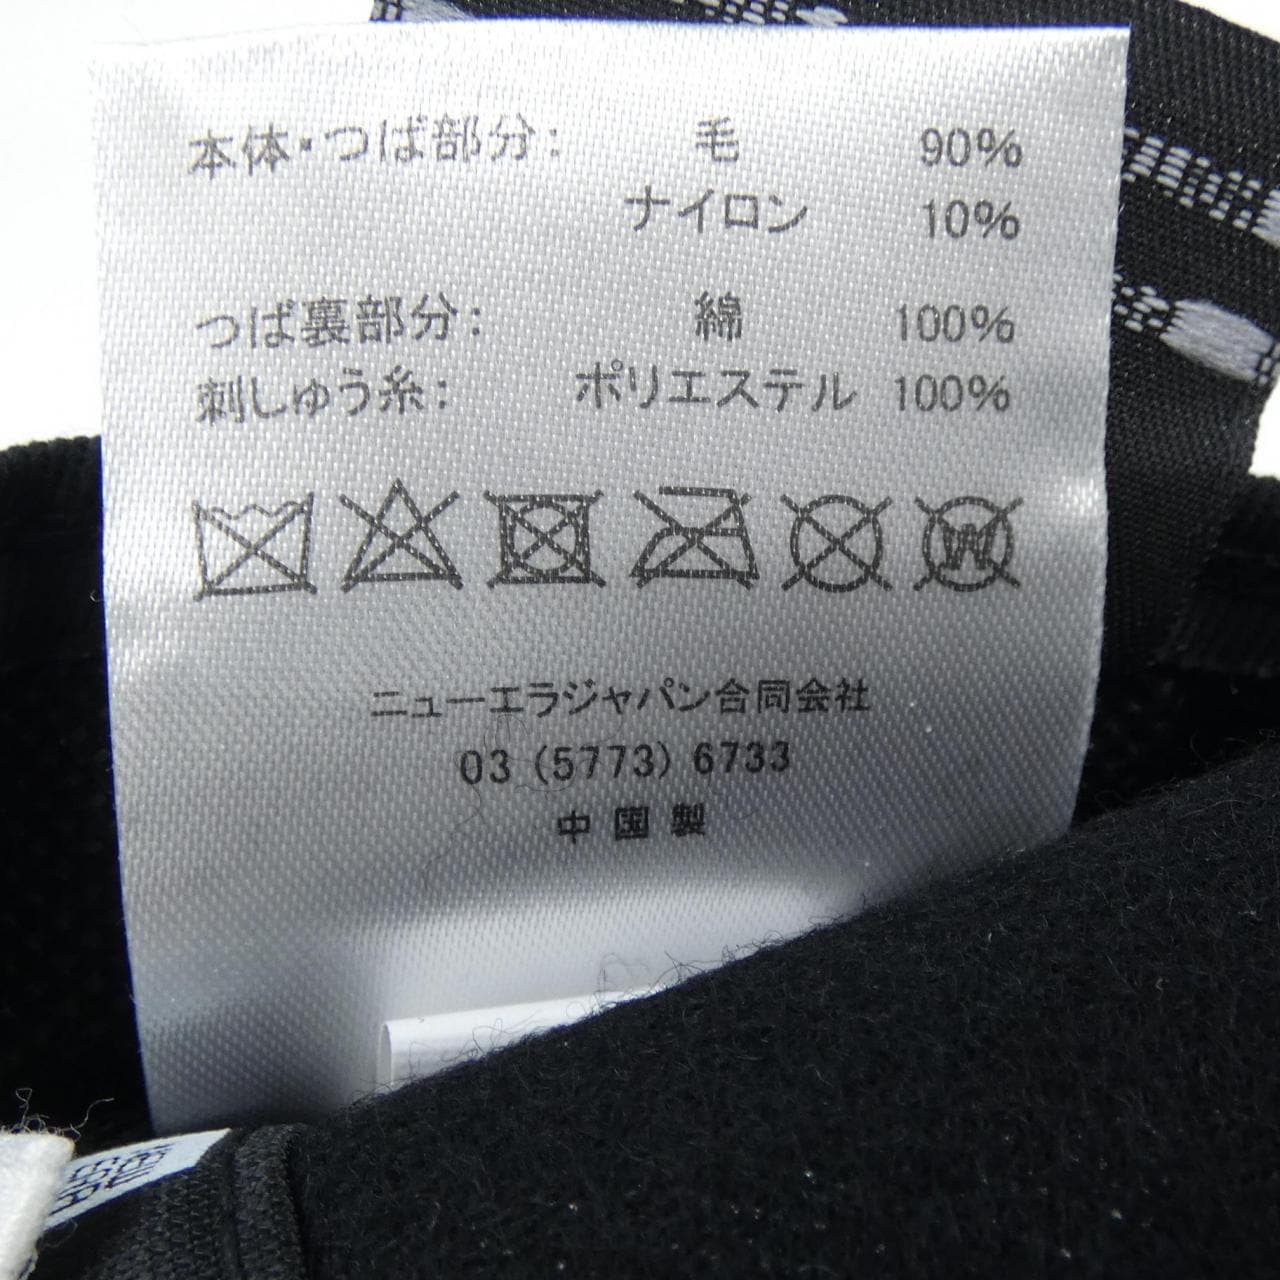 本体・つば部分: 毛 90%
ナイロン 10%
つば裏部分: 綿 100%
刺しゅう糸: ポリエステル 100%
W
ニューエラジャパン合同会社
03 (5773) 6733
中国製